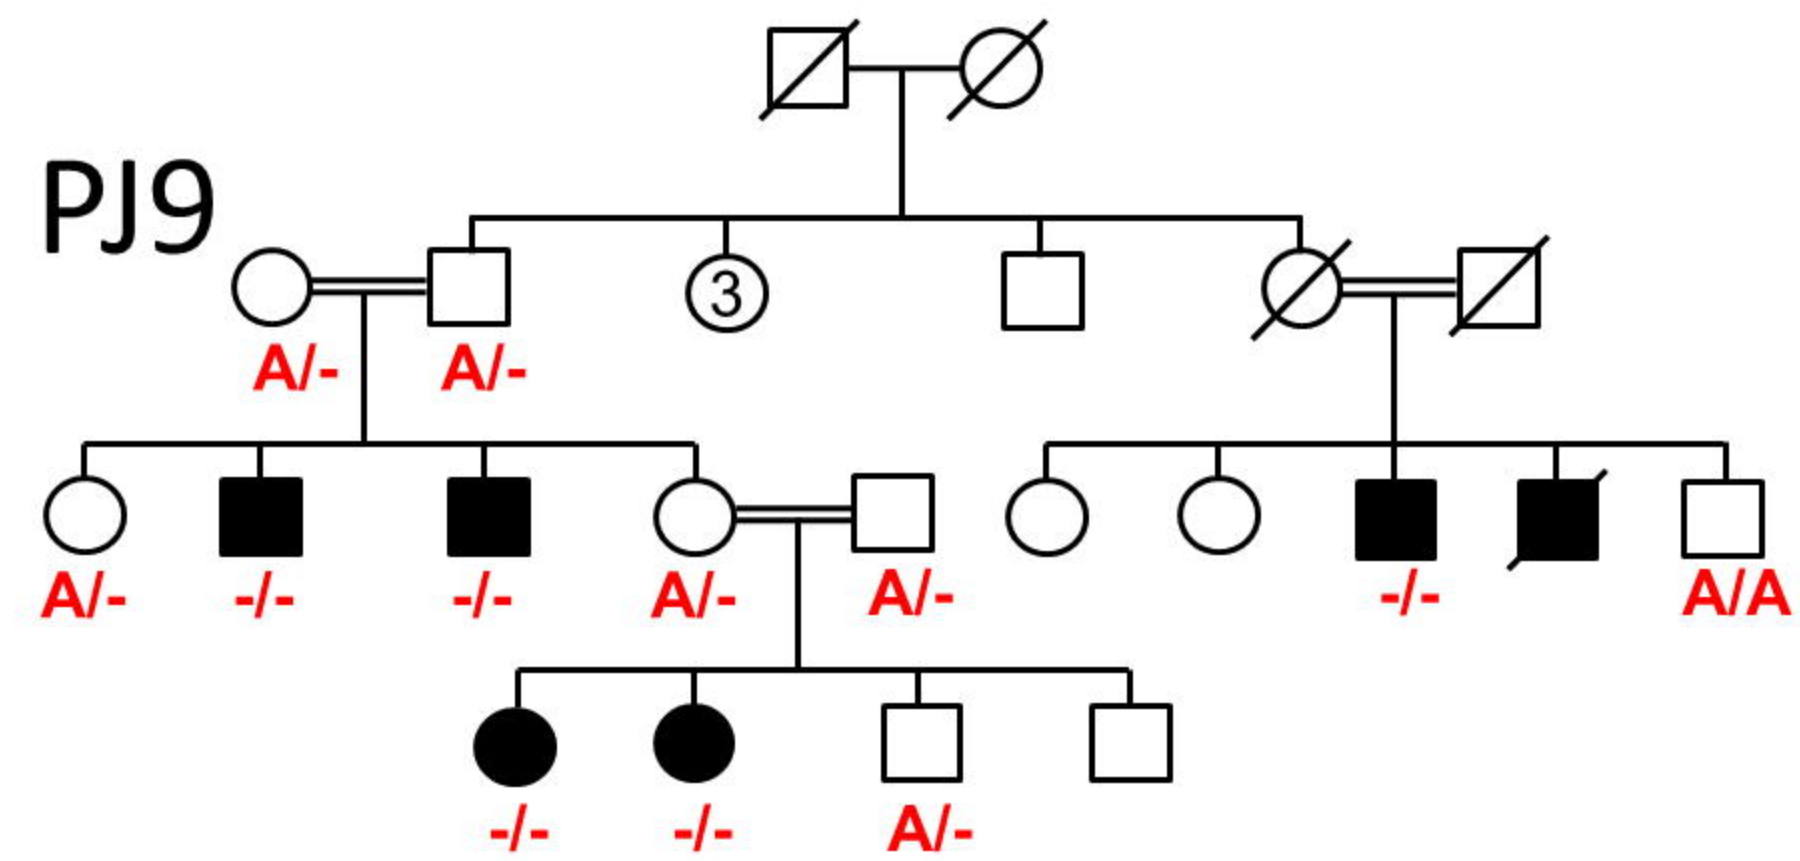 PJ9
3
A/- A/-
A/- -/- -/- A/- A/- -/- A/A
-/- -/- A/-